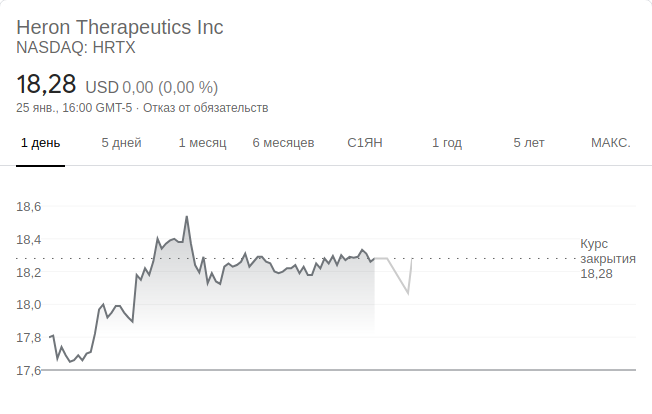 Heron Therapeutics Inc
NASDAQ: HRTX
18,28 USD 0,00 (0,00 %)
25 янв., 16:00 GMT-5 · Отказ от обязательств
1 день 5 дней 1 месяц 6 месяцев С1ЯН 1 год 5 лет МАКС.
18,6
18,4
18,2
18,0
17,8
17,6
Курс
закрытия
18,28